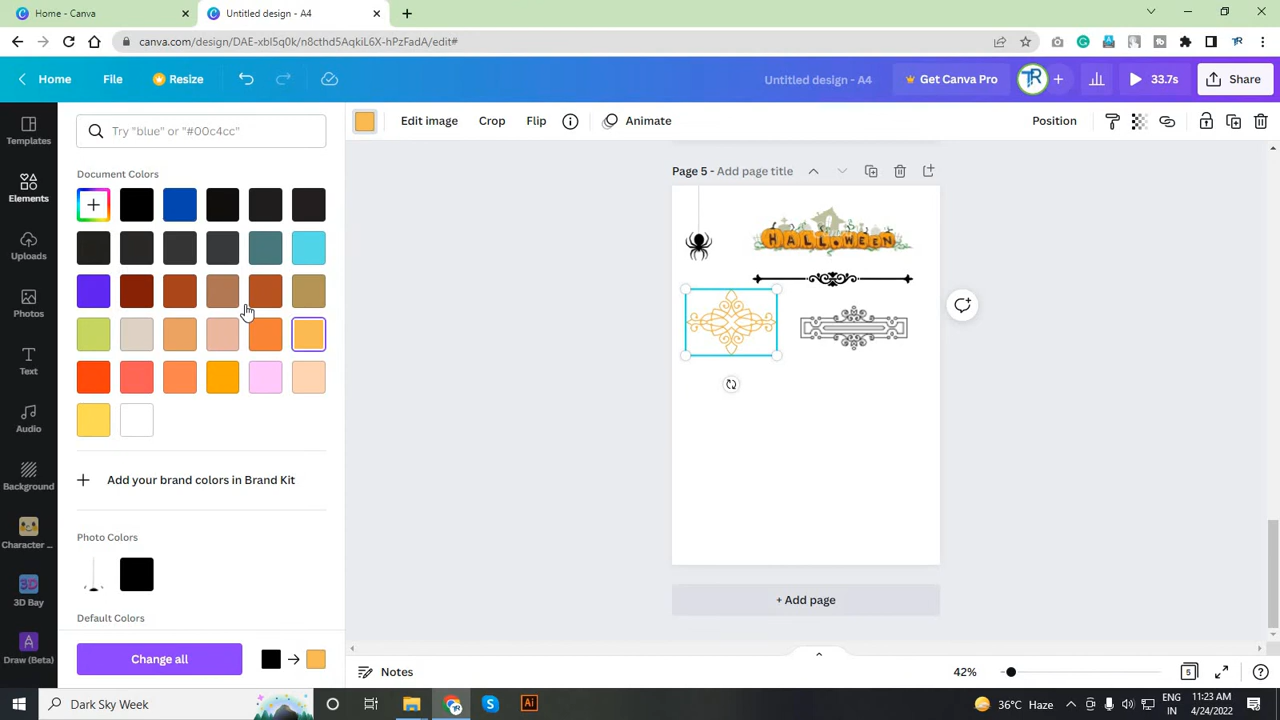 Home - Canva
Untitled design - A4
canva.com/design/DAE-xbI5q0k/n8cthd5AqkiL6X-hPzFadA/edit#
Home
File
Resize
Untitled design - A4
Get Canva Pro
TR
33.7s
Share
Templates
Elements
Uploads
Photos
Text
Audio
Background
Character ...
3D Bay
Draw (Beta)
Try "blue" or "#00c4cc"
Document Colors
Add your brand colors in Brand Kit
Photo Colors
Default Colors
Change all
Edit image
Crop
Flip
Animate
Position
Page 5 - Add page title
HALLOWEEN
+ Add page
Notes
42%
5
Dark Sky Week
36°C Haze
ENG
IN
11:23 AM
4/24/2022